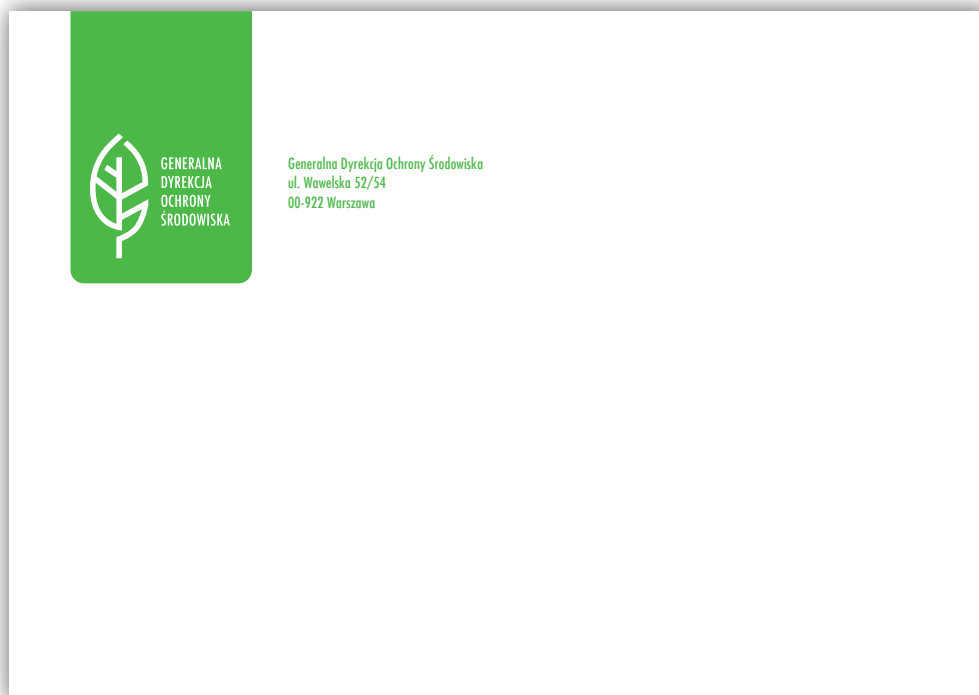 GENERALNA
DYREKCJA
OCHRONY
ŚRODOWISKA
Generalna Dyrekcja Ochrony Środowiska
ul. Wawelska 52/54
00-922 Warszawa